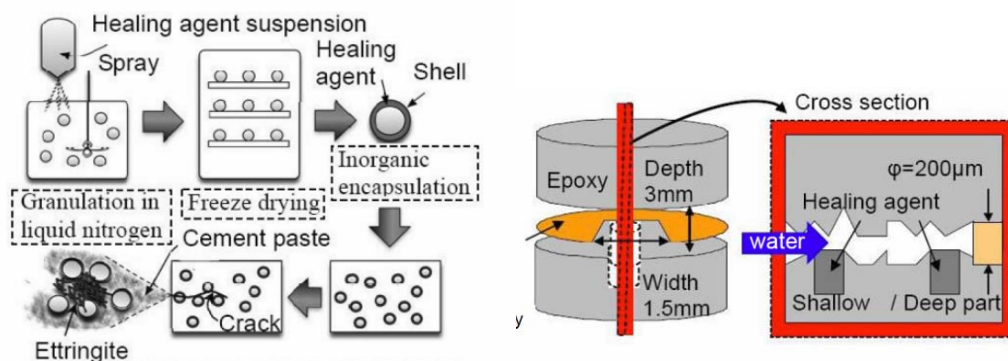 Healing agent suspension
Spray
Healing
agent
Shell
Granulation in
liquid nitrogen
Freeze drying
Inorganic
encapsulation
Cement paste
Crack
Ettringite
Cross section
Epoxy
Depth
3mm
Width
1.5mm
y
φ=200μm
Healing agent
water
Shallow / Deep part